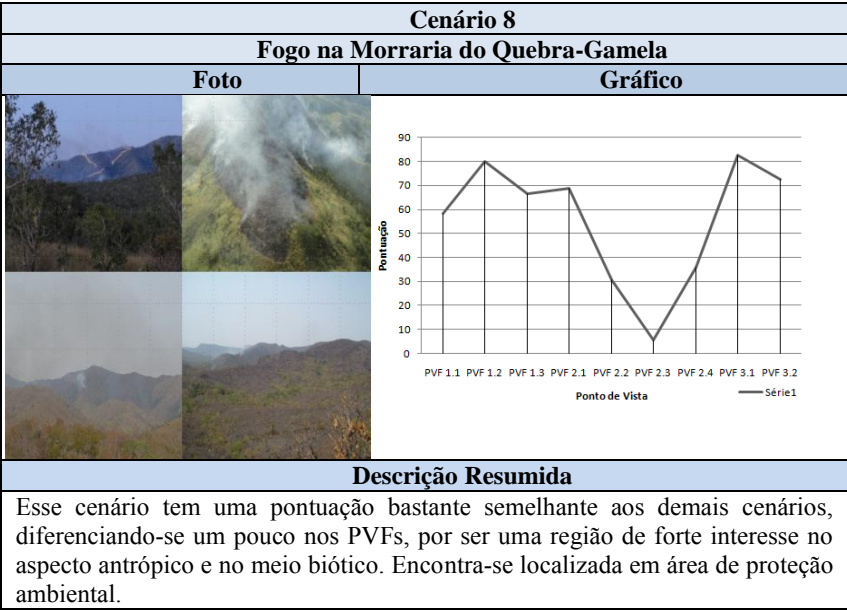 Cenário 8
Fogo na Morraria do Quebra-Gamela
Foto
Gráfico
90
80
70
60
50
40
30
20
10
0
Pontuação
PVF 1.1 PVF 1.2 PVF 1.3 PVF 2.1 PVF 2.2 PVF 2.3 PVF 2.4 PVF 3.1 PVF 3.2
Ponto de Vista
Série1
Descrição Resumida
Esse cenário tem uma pontuação bastante semelhante aos demais cenários,
diferenciando-se um pouco nos PVFs, por ser uma região de forte interesse no
aspecto antrópico e no meio biótico. Encontra-se localizada em área de proteção
ambiental.